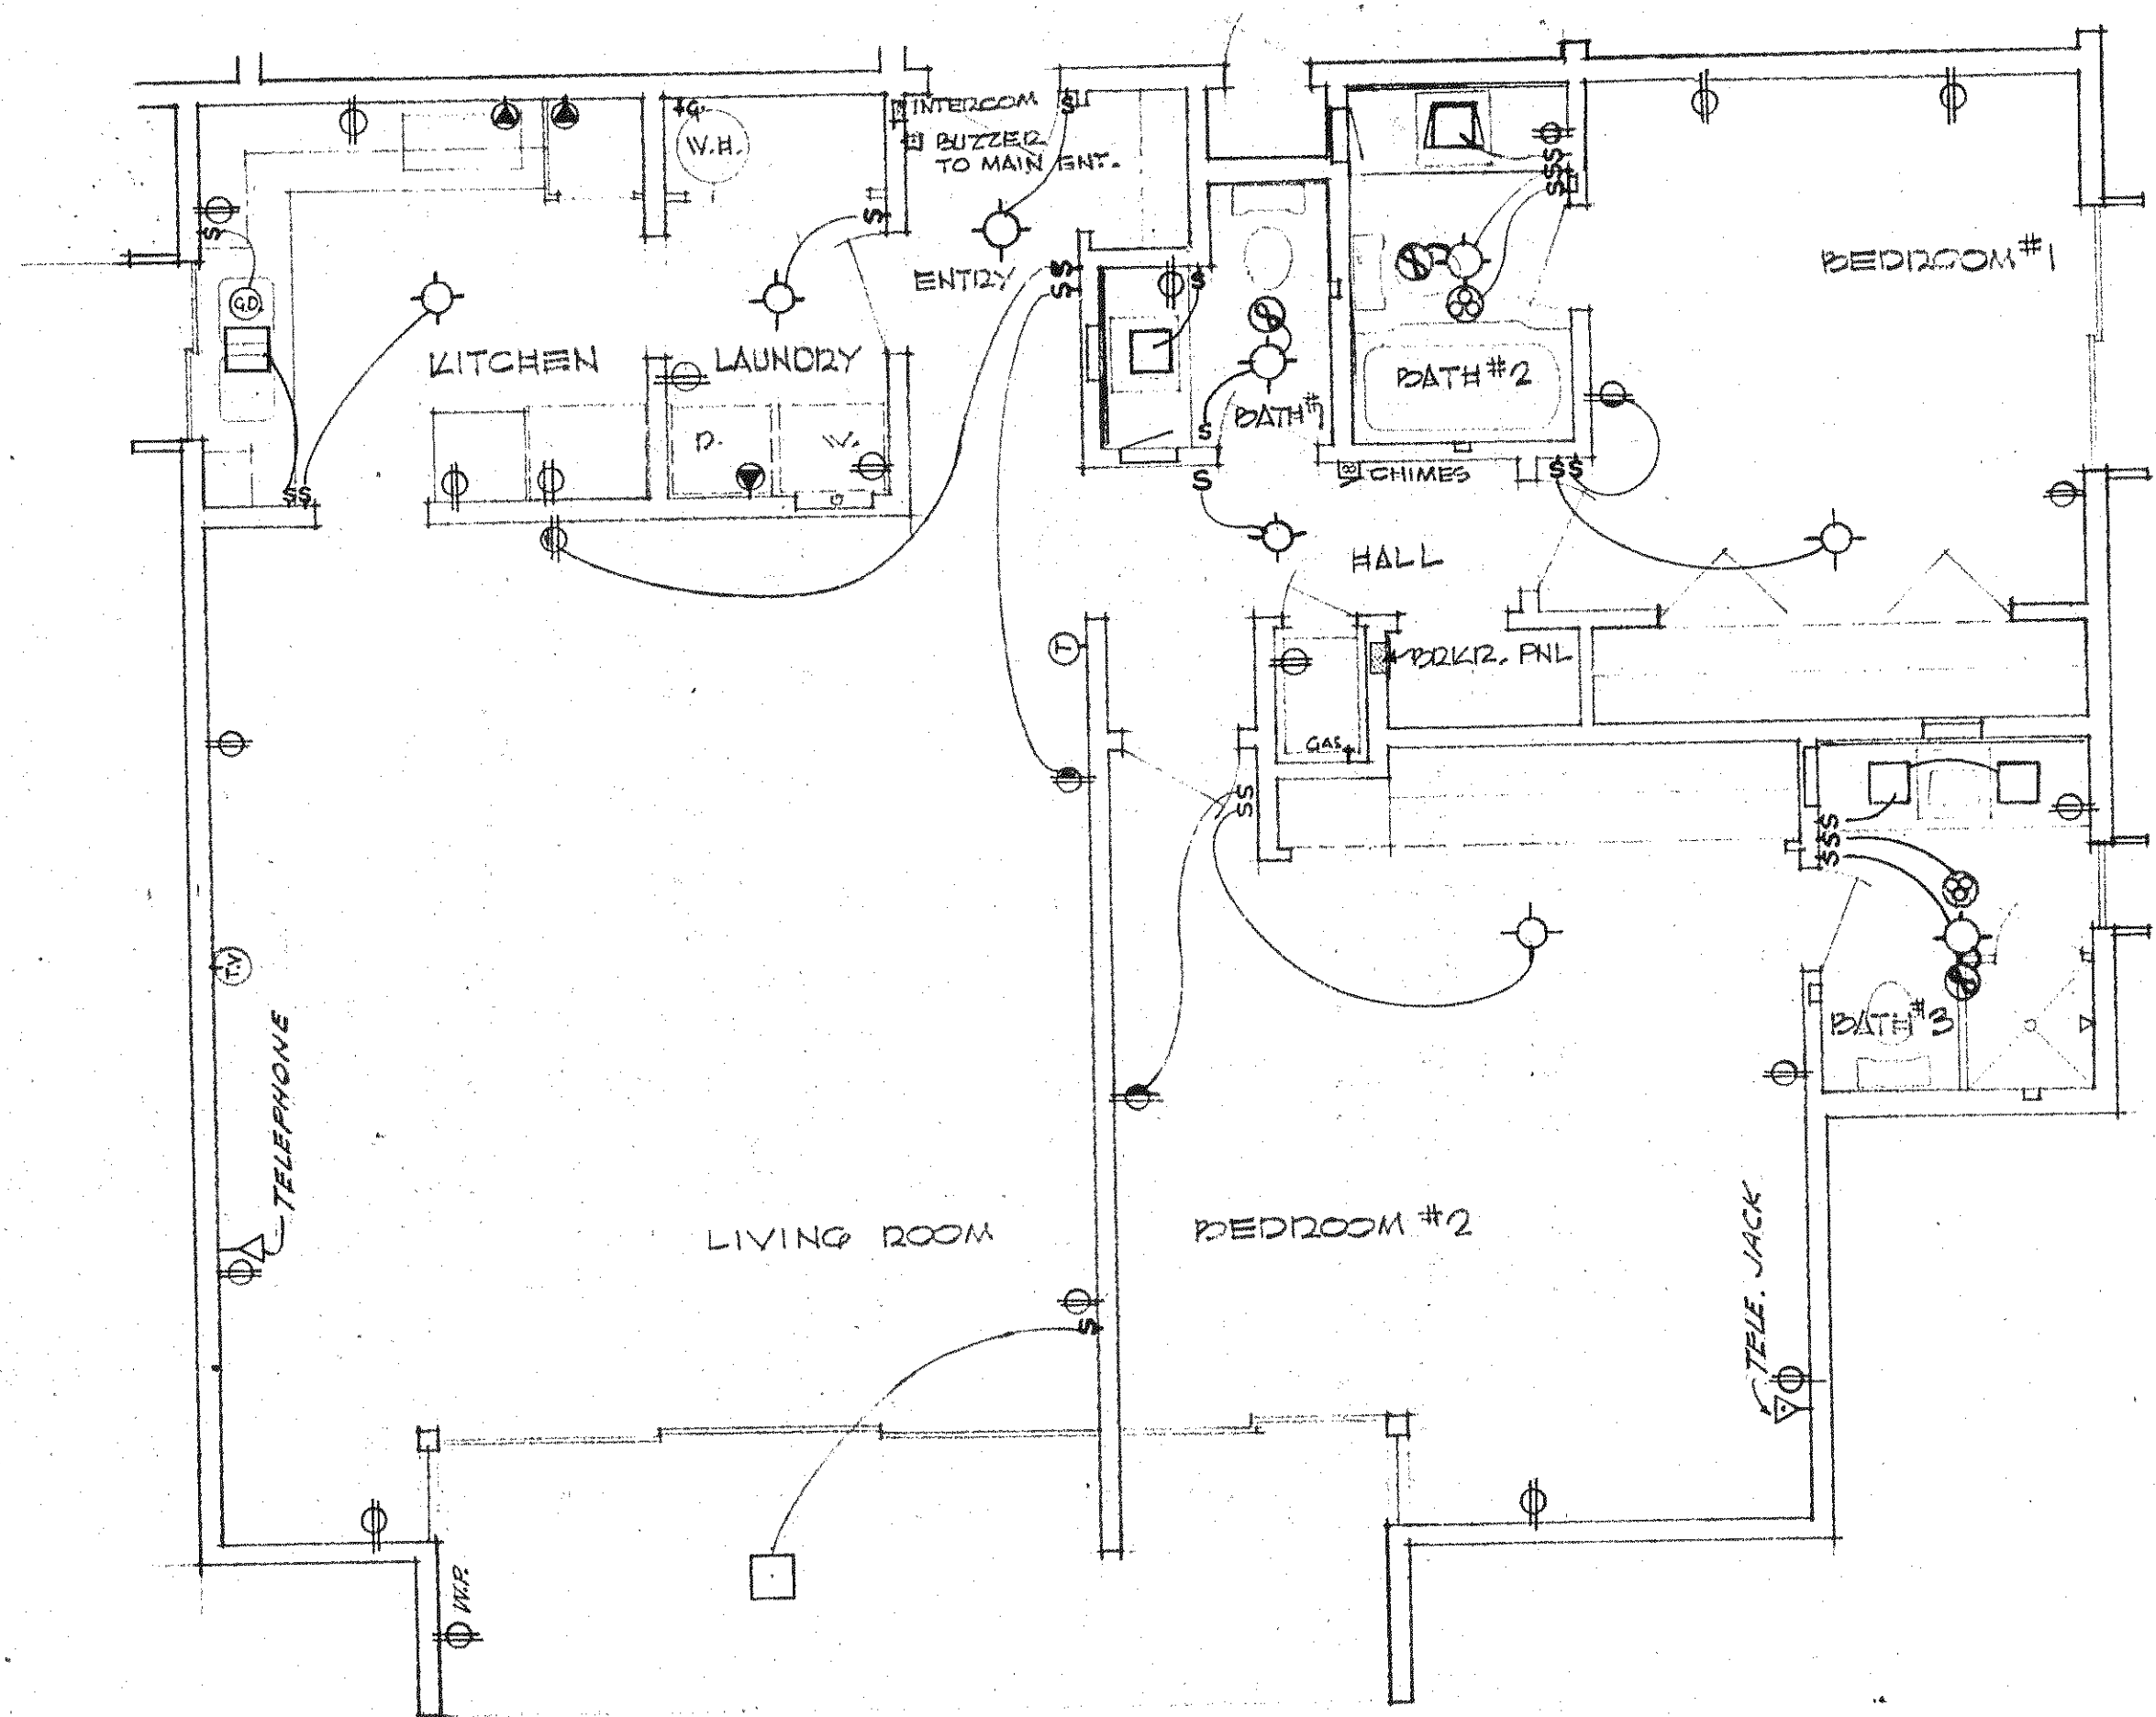 G.
W.H.
INTERCOM
BUZZER
TO MAIN ENT.
S
S
S
S
S
S
ENTRY
S
S
S
BEDROOM #1
G.D.
KITCHEN
LAUNDRY
BATH #1
BATH #2
D.
W.
S
S
CHIMES
S S
S S
HALL
T
BRKR. PNL
GAS
S
S
S
S
S
T.V
BATH #3
TELEPHONE
LIVING ROOM
BEDROOM #2
TELE. JACK
S
W.P.